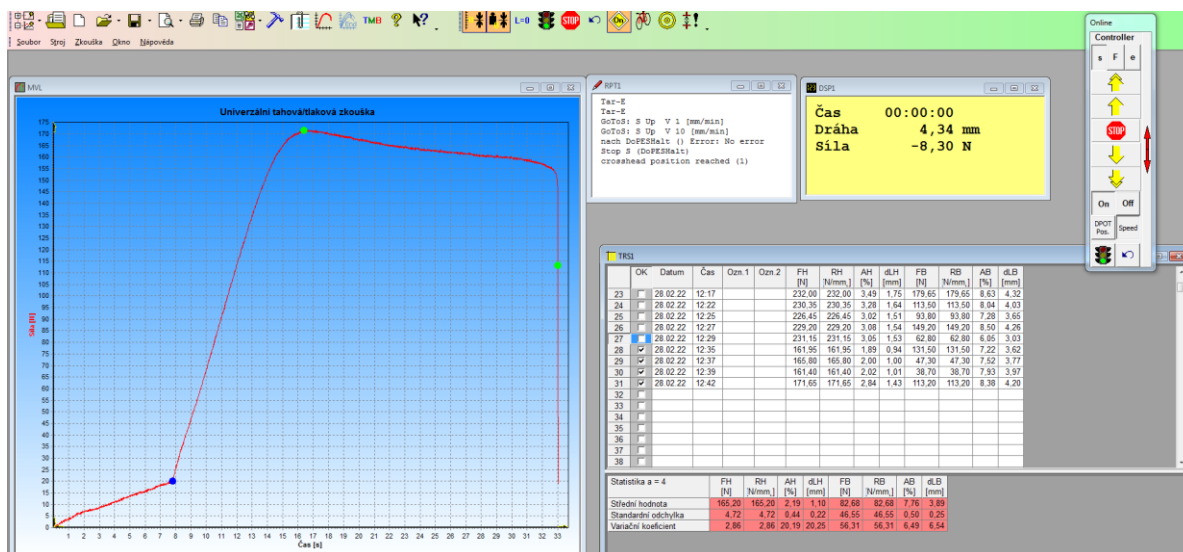 TMB
L=0
STOP
On
Soubor Stroj Zkouška Okno Nápověda
Online
Controller
s F e
STOP
On Off
DPOT Pos. Speed
MVL
Univerzální tahová/tlaková zkouška
175
170
165
160
155
150
145
140
135
130
125
120
115
110
105
100
95
90
85
80
75
70
65
60
55
50
45
40
35
30
25
20
15
10
5
0
Síla [N]
1 2 3 4 5 6 7 8 9 10 11 12 13 14 15 16 17 18 19 20 21 22 23 24 25 26 27 28 29 30 31 32 33
Čas [s]
RPT1
Tar-E
Tar-E
GoToS: S Up V 1 [mm/min]
GoToS: S Up V 10 [mm/min]
nach DoPESHalt () Error: No error
Stop S (DoPESHalt)
crosshead position reached (1)
DSP1
Čas 00:00:00
Dráha 4,34 mm
Síla -8,30 N
TRS1
OK Datum Čas Ozn.1 Ozn.2 FH RH AH dLH FB RB AB dLB
[N] [N/mm,] [%] [mm] [N] [N/mm,] [%] [mm]
23 28.02.22 12:17 232,00 232,00 3,49 1,75 179,65 179,65 8,63 4,32
24 28.02.22 12:22 230,35 230,35 3,28 1,64 113,50 113,50 8,04 4,03
25 28.02.22 12:25 226,45 226,45 3,02 1,51 93,80 93,80 7,28 3,65
26 28.02.22 12:27 229,20 229,20 3,08 1,54 149,20 149,20 8,50 4,26
27 28.02.22 12:29 231,15 231,15 3,05 1,53 62,80 62,80 6,05 3,03
28 28.02.22 12:35 161,95 161,95 1,89 0,94 131,50 131,50 7,22 3,62
29 28.02.22 12:37 165,80 165,80 2,00 1,00 47,30 47,30 7,52 3,77
30 28.02.22 12:39 161,40 161,40 2,02 1,01 38,70 38,70 7,93 3,97
31 28.02.22 12:42 171,65 171,65 2,84 1,43 113,20 113,20 8,38 4,20
32
33
34
35
36
37
38
Statistika a = 4 FH RH AH dLH FB RB AB dLB
[N] [N/mm,] [%] [mm] [N] [N/mm,] [%] [mm]
Střední hodnota 165,20 165,20 2,19 1,10 82,68 82,68 7,76 3,89
Standardní odchylka 4,72 4,72 0,44 0,22 46,55 46,55 0,50 0,25
Variační koeficient 2,86 2,86 20,19 20,25 56,31 56,31 6,49 6,54